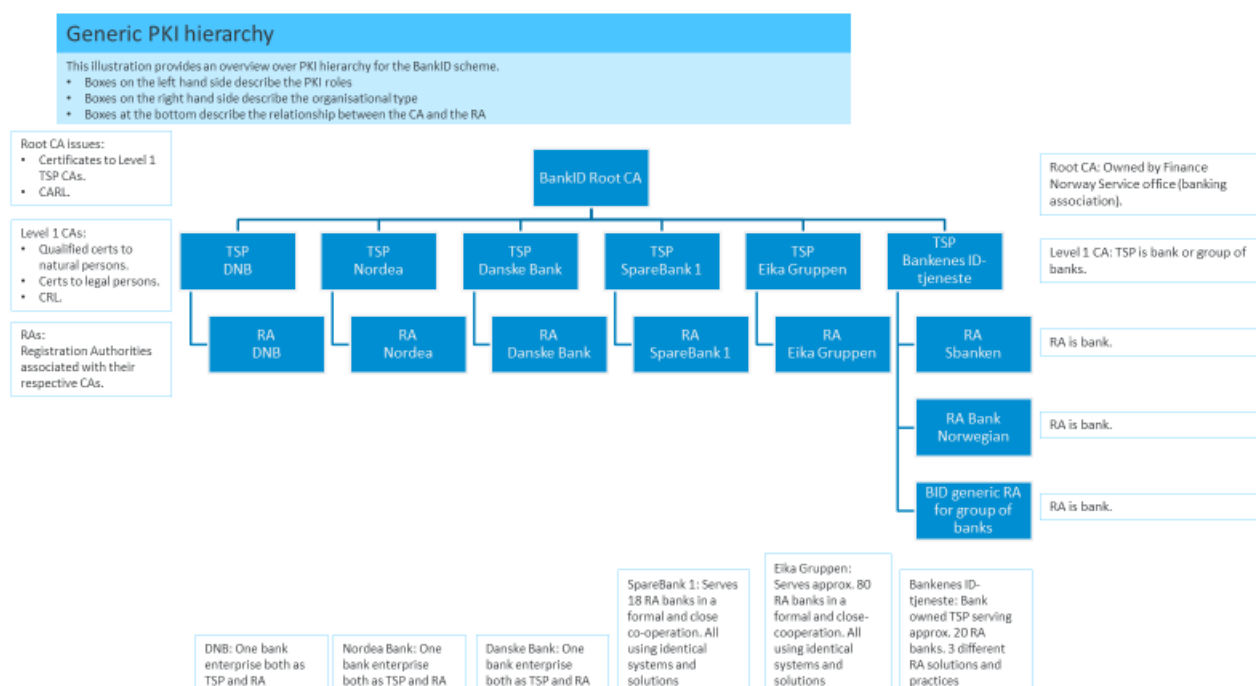 Generic PKI hierarchy
This illustration provides an overview over PKI hierarchy for the BankID scheme.
• Boxes on the left hand side describe the PKI roles
• Boxes on the right hand side describe the organisational type
• Boxes at the bottom describe the relationship between the CA and the RA
Root CA issues:
• Certificates to Level 1
TSP CAs.
• CARL.
BankID Root CA
Root CA: Owned by Finance
Norway Service office (banking
association).
Level 1 CAs:
• Qualified certs to
natural persons.
• Certs to legal persons.
• CRL.
TSP
DNB
TSP
Nordea
TSP
Danske Bank
TSP
SpareBank 1
TSP
Eika Gruppen
TSP
Bankenes ID-
tjeneste
Level 1 CA: TSP is bank or group of
banks.
RAs:
Registration Authorities
associated with their
respective CAs.
RA
DNB
RA
Nordea
RA
Danske Bank
RA
SpareBank 1
RA
Eika Gruppen
RA
Sbanken
RA is bank.
RA Bank
Norwegian
RA is bank.
BID generic RA
for group of
banks
RA is bank.
DNB: One bank
enterprise both as
TSP and RA
Nordea Bank: One
bank enterprise
both as TSP and RA
Danske Bank: One
bank enterprise
both as TSP and RA
SpareBank 1: Serves
18 RA banks in a
formal and close
co-operation. All
using identical
systems and
solutions
Eika Gruppen:
Serves approx. 80
RA banks in a
formal and close-
cooperation. All
using identical
systems and
solutions
Bankenes ID-
tjeneste: Bank
owned TSP serving
approx. 20 RA
banks. 3 different
RA solutions and
practices